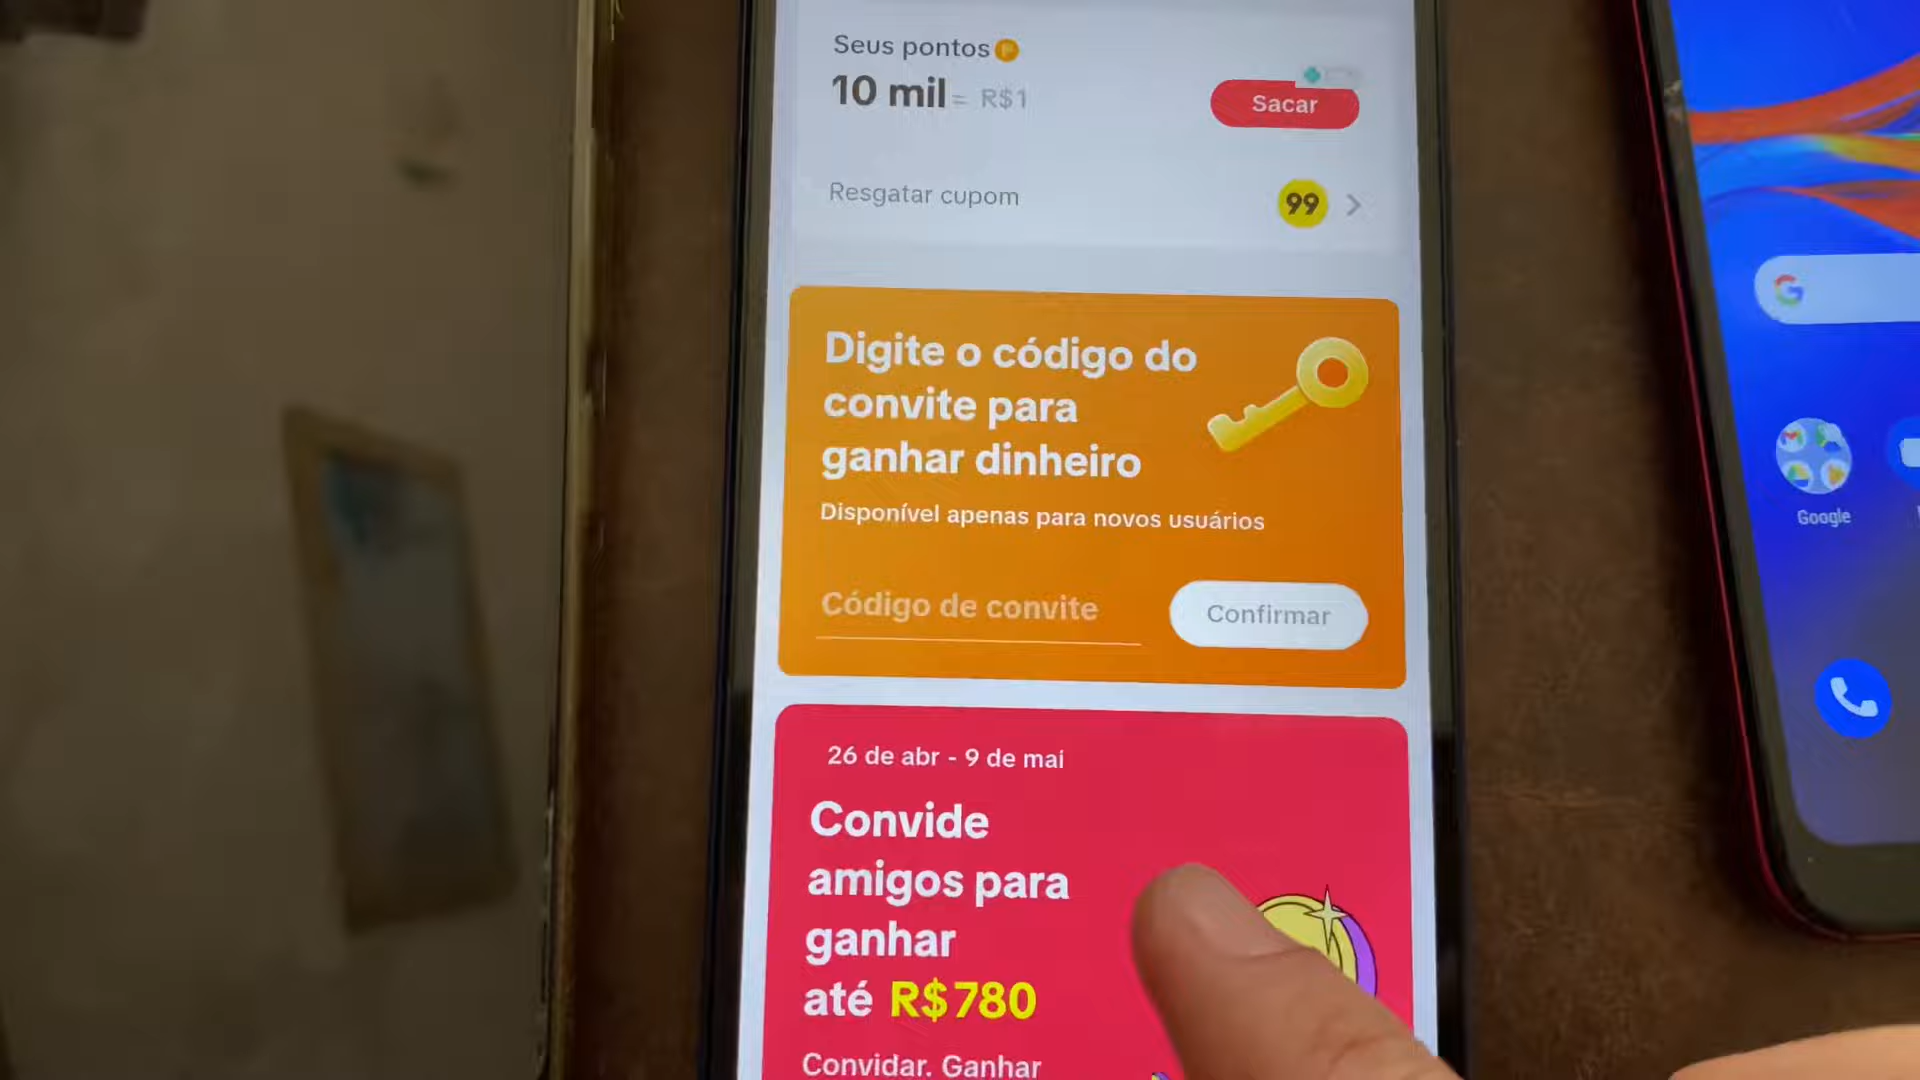 Seus pontos
10 mil = R$1
Sacar
Resgatar cupom
99
Digite o código do
convite para
ganhar dinheiro
Disponível apenas para novos usuários
Código de convite
Confirmar
26 de abr - 9 de mai
Convide
amigos para
ganhar
até R$780
Convidar. Ganhar
G
Google